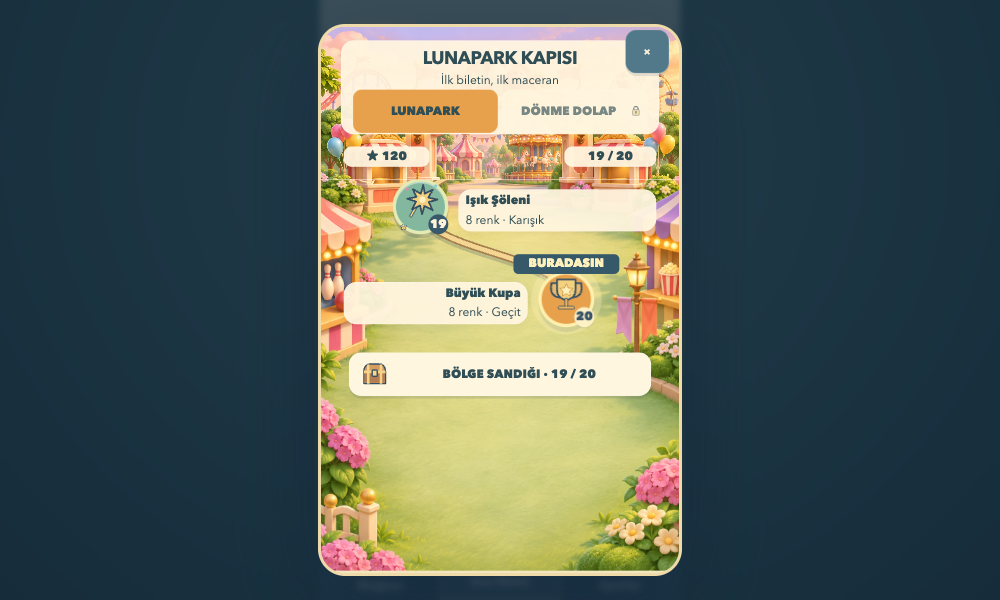 LUNAPARK KAPISI
×
İlk biletin, ilk maceran
LUNAPARK
DÖNME DOLAP
★ 120
19 / 20
19
Işık Şöleni
8 renk · Karışık
BURADASIN
Büyük Kupa
8 renk · Geçit
20
BÖLGE SANDIĞI · 19 / 20